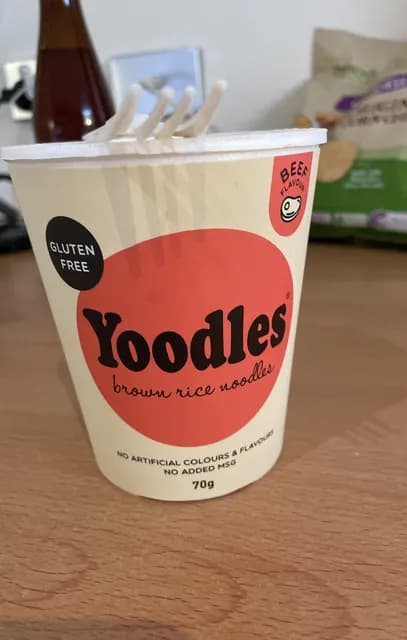 BEEF
FLAVOUR
GLUTEN
FREE
Yoodles®
brown rice noodles
NO ARTIFICIAL COLOURS & FLAVOURS
NO ADDED MSG
70g